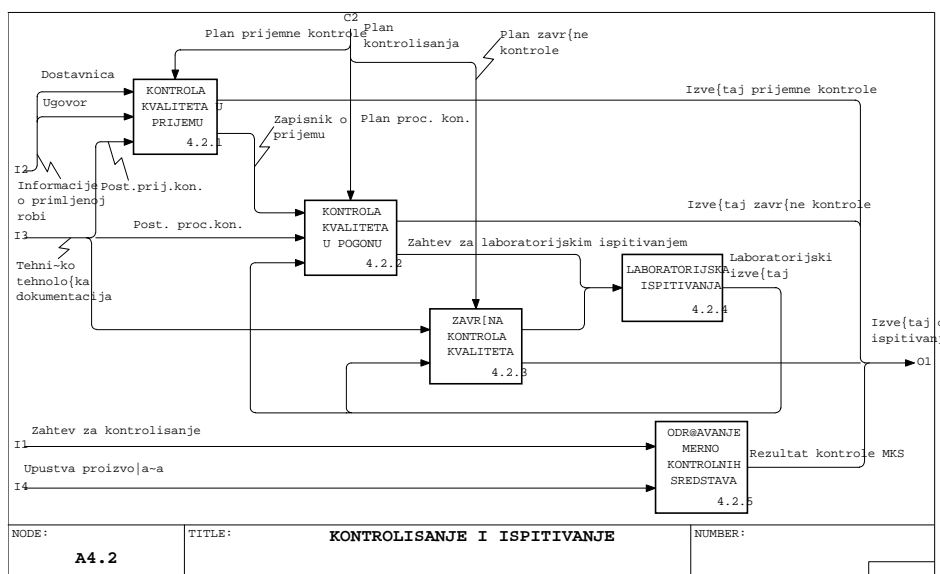 C2
Plan prijemne kontrole
Plan
kontrolisanja
Plan zavr{ne
kontrole
Dostavnica
Ugovor
KONTROLA
KVALITETA U
PRIJEMU
4.2.1
Izve{taj prijemne kontrole
Zapisnik o
prijemu
Plan proc. kon.
I2
Informacije
o primljenoj
robi
Post.prij.kon.
I3
Post. proc.kon.
KONTROLA
KVALITETA
U POGONU
4.2.2
Izve{taj zavr{ne kontrole
Zahtev za laboratorijskim ispitivanjem
Tehni~ko
tehnolo{ka
dokumentacija
LABORATORIJSKA
ISPITIVANJA
4.2.4
Laboratorijski
izve{taj
ZAVR[NA
KONTROLA
KVALITETA
4.2.3
Izve{taj o
ispitivanj
O1
Zahtev za kontrolisanje
I1
Upustva proizvo|a~a
I4
ODR@AVANJE
MERNO
KONTROLNIH
SREDSTAVA
4.2.5
Rezultat kontrole MKS
NODE:
A4.2
TITLE:
KONTROLISANJE I ISPITIVANJE
NUMBER: